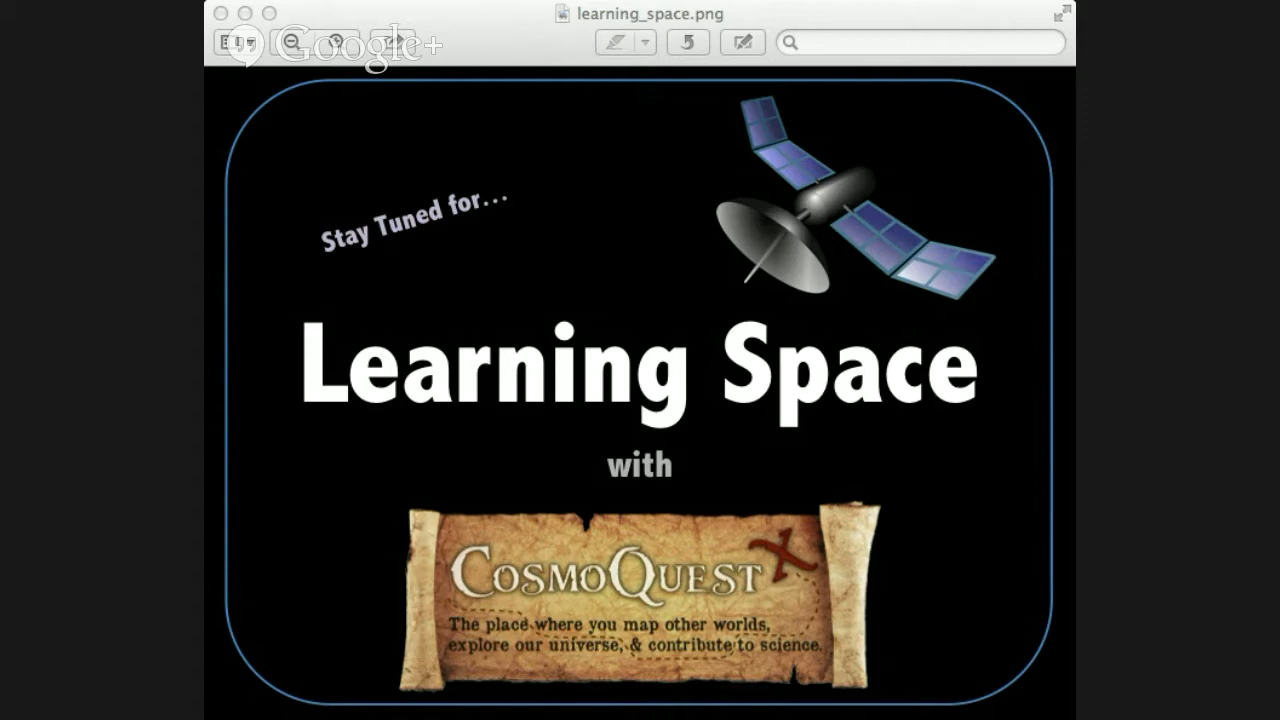 learning_space.png
Google+
Stay Tuned for...
Learning Space
with
CosmoQuest
The place where you map other worlds,
explore our universe, & contribute to science.